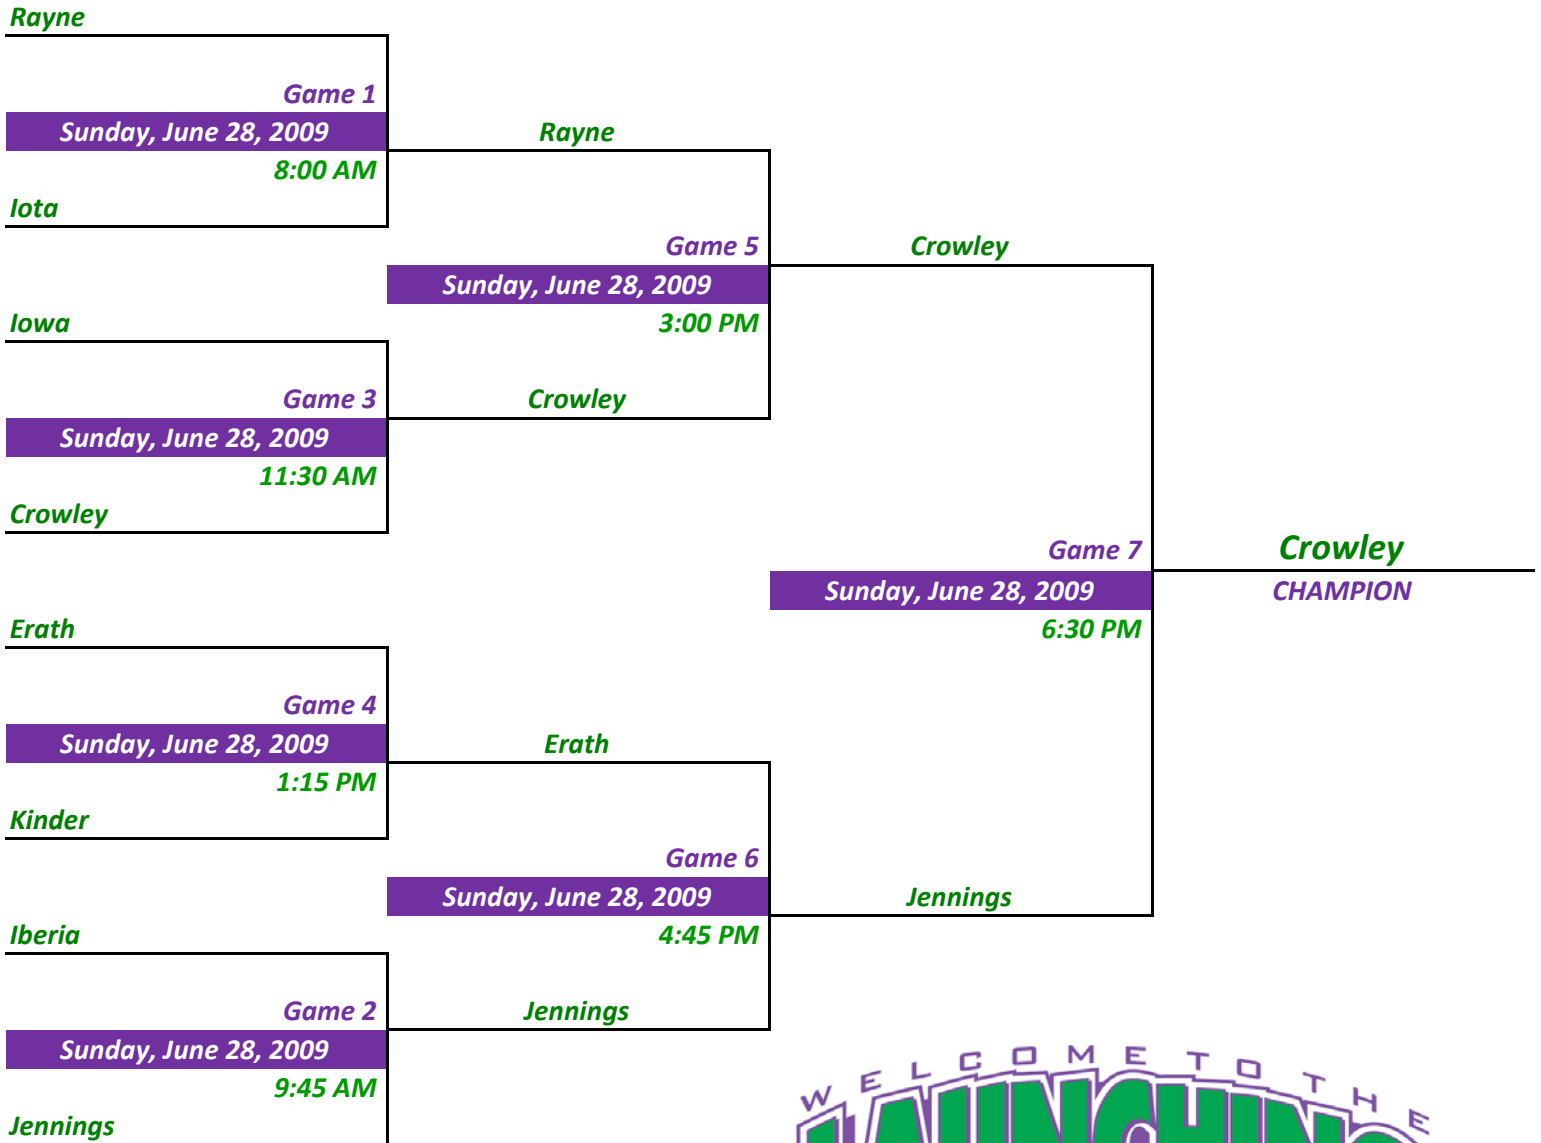 Rayne
Game 1
Sunday, June 28, 2009
Rayne
8:00 AM
Iota
Game 5
Crowley
Sunday, June 28, 2009
Iowa
3:00 PM
Game 3
Crowley
Sunday, June 28, 2009
11:30 AM
Crowley
Game 7
Crowley
Sunday, June 28, 2009
CHAMPION
Erath
6:30 PM
Game 4
Sunday, June 28, 2009
Erath
1:15 PM
Kinder
Game 6
Sunday, June 28, 2009
Jennings
Iberia
4:45 PM
Game 2
Jennings
Sunday, June 28, 2009
9:45 AM
Jennings
WELCOME TO THE